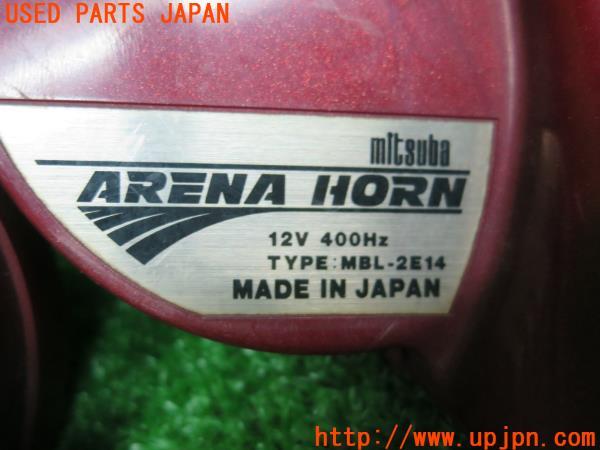 USED PARTS JAPAN
mitsuba
ARENA HORN
12V 400Hz
TYPE:MBL-2E14
MADE IN JAPAN
http://www.upjpn.com/